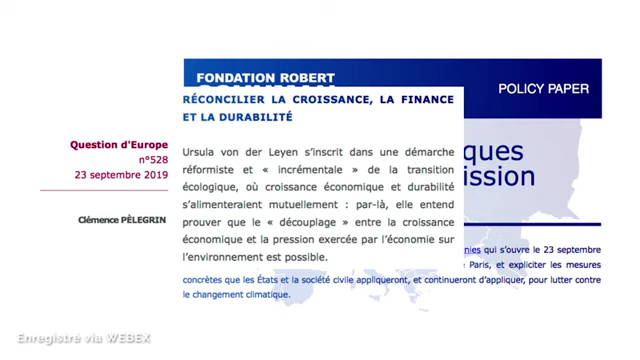 FONDATION ROBERT
POLICY PAPER
Question d'Europe
n°528
23 septembre 2019
Clémence PÈLEGRIN
RÉCONCILIER LA CROISSANCE, LA FINANCE
ET LA DURABILITÉ
Ursula von der Leyen s'inscrit dans une démarche
réformiste et « incrémentale » de la transition
écologique, où croissance économique et durabilité
s'alimenteraient mutuellement : par-là, elle entend
prouver que le « découplage » entre la croissance
économique et la pression exercée par l'économie sur
l'environnement est possible.
ques
ission
nies qui s'ouvre le 23 septembre
Paris, et expliciter les mesures
concrètes que les États et la société civile appliqueront, et continueront d'appliquer, pour lutter contre
le changement climatique.
Enregistré via WEBEX